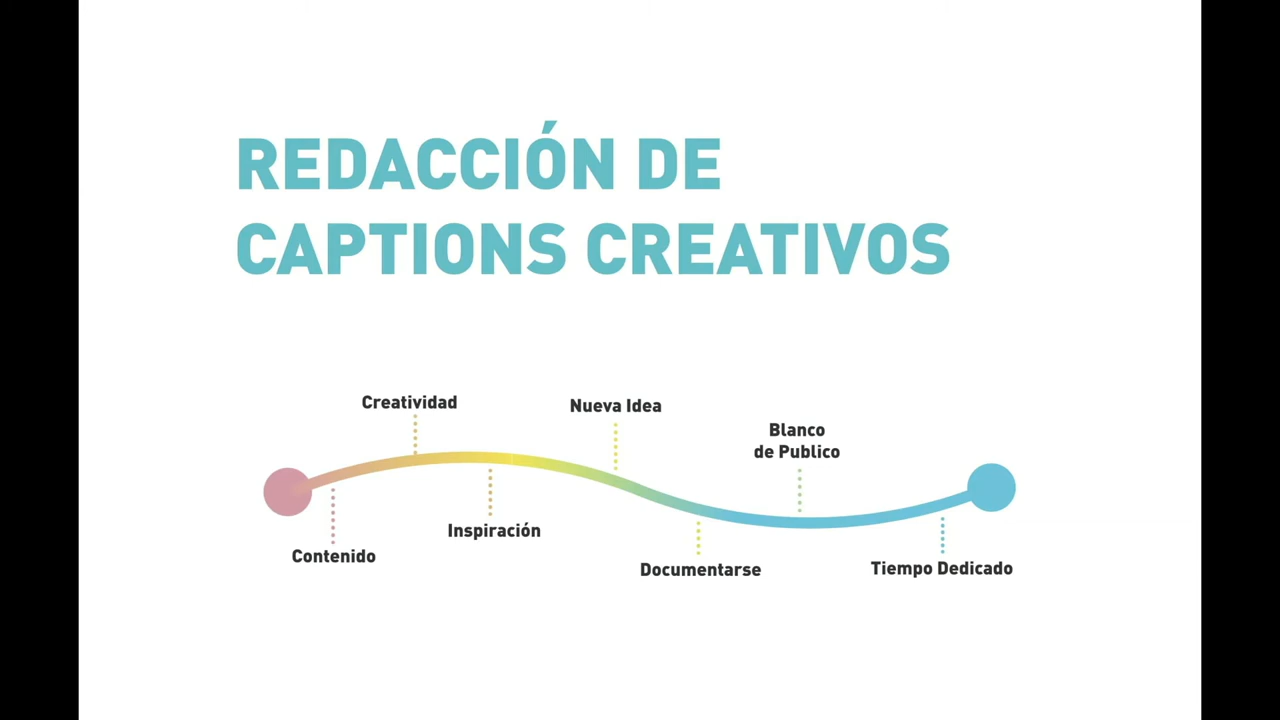 REDACCIÓN DE
CAPTIONS CREATIVOS
Creatividad
Nueva Idea
Blanco
de Publico
Contenido
Inspiración
Documentarse
Tiempo Dedicado